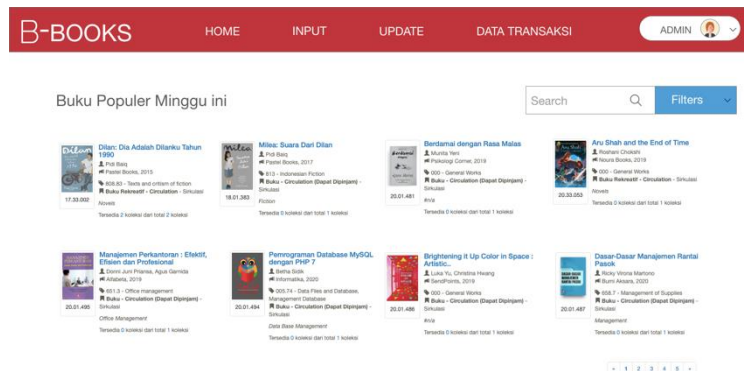 B-BOOKS
HOME
INPUT
UPDATE
DATA TRANSAKSI
ADMIN
Buku Populer Minggu ini
Search
Filters
Dilan
17.33.002
Dilan: Dia Adalah Dilanku Tahun
1990
Pidi Baiq
Pastel Books, 2015
808.83 - Texts and critism of fiction
Buku Rekreatif - Circulation - Sirkulasi
Novels
Tersedia 2 koleksi dari total 2 koleksi
Milea
18.01.383
Milea: Suara Dari Dilan
Pidi Baiq
Pastel Books, 2017
813 - Indonesian Fiction
Buku - Circulation (Dapat Dipinjam) -
Sirkulasi
Fiction
Tersedia 0 koleksi dari total 1 koleksi
Berdamai
20.01.481
Berdamai dengan Rasa Malas
Munita Yeni
Psikologi Corner, 2019
000 - General Works
Buku - Circulation (Dapat Dipinjam) -
Sirkulasi
#n/a
Tersedia 0 koleksi dari total 1 koleksi
20.33.053
Aru Shah and the End of Time
Roshani Chokshi
Noura Books, 2019
000 - General Works
Buku Rekreatif - Circulation - Sirkulasi
Novels
Tersedia 0 koleksi dari total 1 koleksi
20.01.495
Manajemen Perkantoran : Efektif,
Efisien dan Profesional
Donni Juni Priansa, Agus Garnida
Alfabeta, 2019
651.3 - Office management
Buku - Circulation (Dapat Dipinjam) -
Sirkulasi
Office Management
Tersedia 0 koleksi dari total 1 koleksi
20.01.494
Pemrograman Database MySQL
dengan PHP 7
Betha Sidik
Informatika, 2020
005.74 - Data Files and Database,
Management Database
Buku - Circulation (Dapat Dipinjam) -
Sirkulasi
Data Base Management
Tersedia 0 koleksi dari total 1 koleksi
20.01.486
Brightening it Up Color in Space :
Artistic...
Luka Yu, Christina Hwang
SendPoints, 2019
000 - General Works
Buku - Circulation (Dapat Dipinjam) -
Sirkulasi
#n/a
Tersedia 0 koleksi dari total 1 koleksi
20.01.487
Dasar-Dasar Manajemen Rantai
Pasok
Ricky Virona Martono
Bumi Aksara, 2020
658.7 - Management of Supplies
Buku - Circulation (Dapat Dipinjam) -
Sirkulasi
Management
Tersedia 0 koleksi dari total 1 koleksi
« 1 2 3 4 5 »